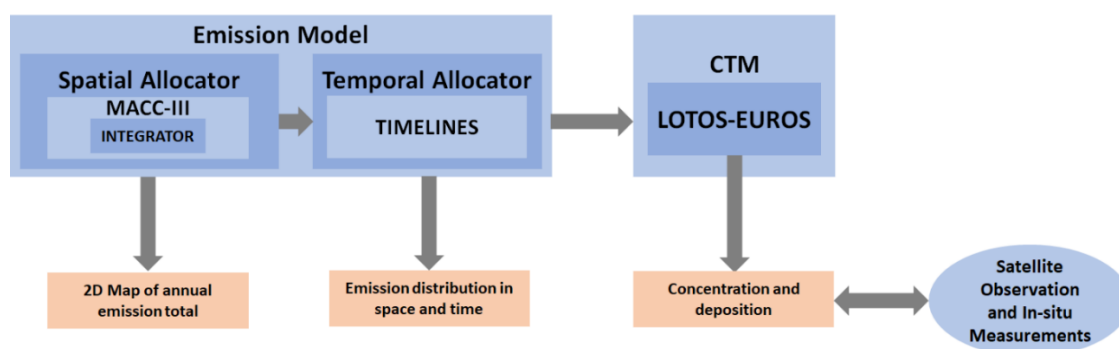 Emission Model
Spatial Allocator
MACC-III
INTEGRATOR
Temporal Allocator
TIMELINES
CTM
LOTOS-EUROS
2D Map of annual
emission total
Emission distribution in
space and time
Concentration and
deposition
Satellite
Observation
and In-situ
Measurements